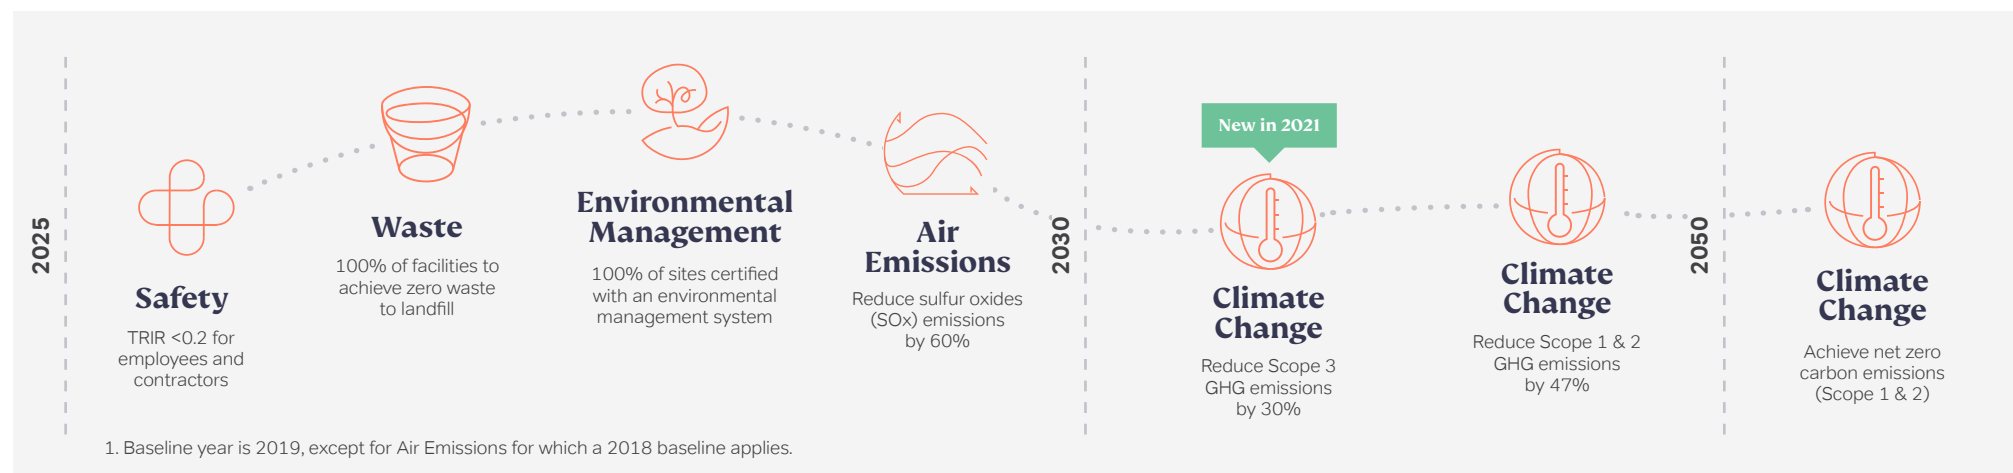 2025
Safety
TRIR <0.2 for
employees and
contractors
Waste
100% of facilities to
achieve zero waste
to landfill
Environmental
Management
100% of sites certified
with an environmental
management system
Air
Emissions
Reduce sulfur oxides
(SOx) emissions
by 60%
2030
New in 2021
Climate
Change
Reduce Scope 3
GHG emissions
by 30%
Climate
Change
Reduce Scope 1 & 2
GHG emissions
by 47%
2050
Climate
Change
Achieve net zero
carbon emissions
(Scope 1 & 2)
1. Baseline year is 2019, except for Air Emissions for which a 2018 baseline applies.